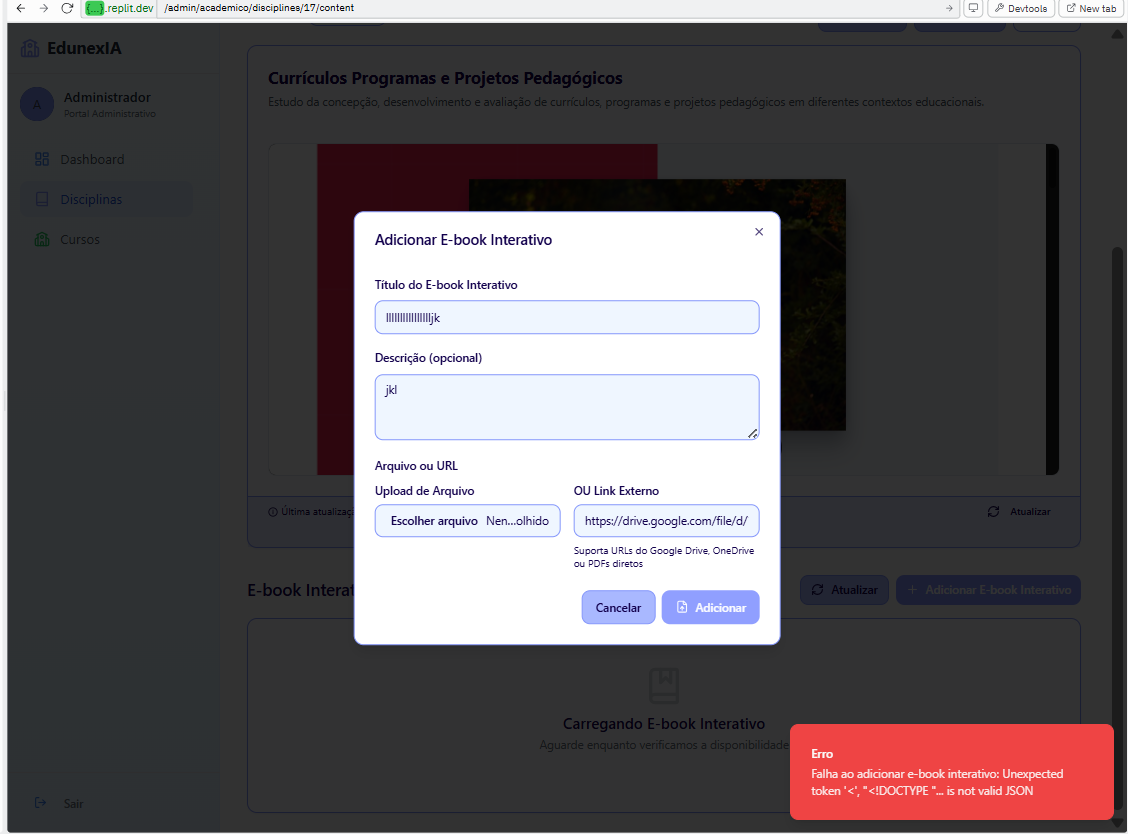 {...}.replit.dev /admin/academico/disciplines/17/content Devtools New tab
EdunexIA
A Administrador
Portal Administrativo
Dashboard
Disciplinas
Cursos
Sair
Currículos Programas e Projetos Pedagógicos
Estudo da concepção, desenvolvimento e avaliação de currículos, programas e projetos pedagógicos em diferentes contextos educacionais.
Adicionar E-book Interativo
Título do E-book Interativo
Descrição (opcional)
jkl
Arquivo ou URL
Upload de Arquivo
Escolher arquivo Nen...olhido
OU Link Externo
https://drive.google.com/file/d/
Suporta URLs do Google Drive, OneDrive
ou PDFs diretos
Cancelar Adicionar
Última atualizaç
Atualizar
E-book Intera
Atualizar + Adicionar E-book Interativo
Carregando E-book Interativo
Aguarde enquanto verificamos a disponibilidade
Erro
Falha ao adicionar e-book interativo: Unexpected
token '<', "<!DOCTYPE "... is not valid JSON